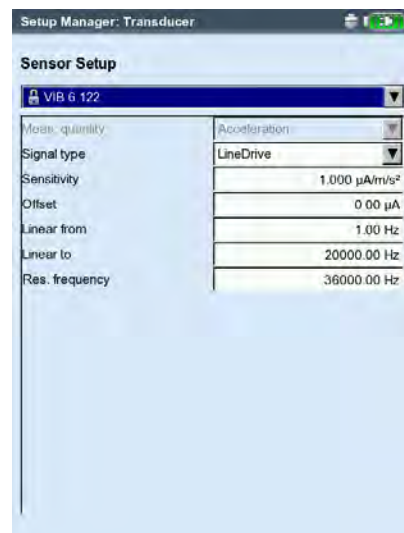 Setup Manager: Transducer
Sensor Setup
VIB 6 122
Meas. quantity Acceleration
Signal type LineDrive
Sensitivity 1.000 µA/m/s²
Offset 0.00 µA
Linear from 1.00 Hz
Linear to 20000.00 Hz
Res. frequency 36000.00 Hz